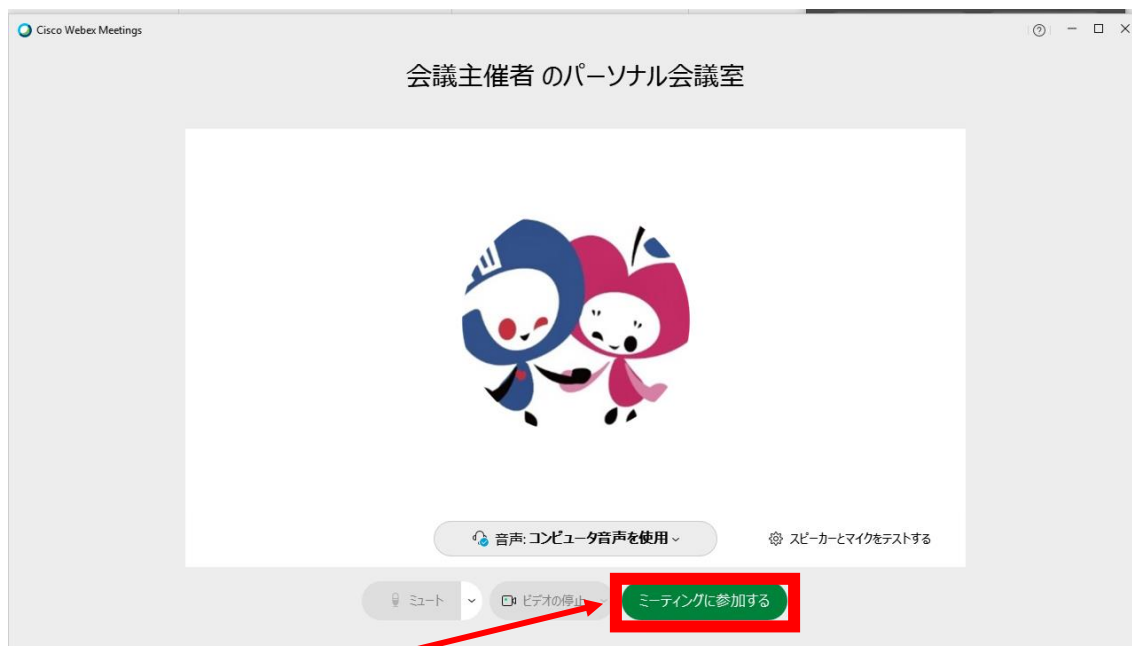 Cisco Webex Meetings
会議主催者 のパーソナル会議室
音声: コンピュータ音声を使用
スピーカーとマイクをテストする
ミュート
ビデオの停止
ミーティングに参加する